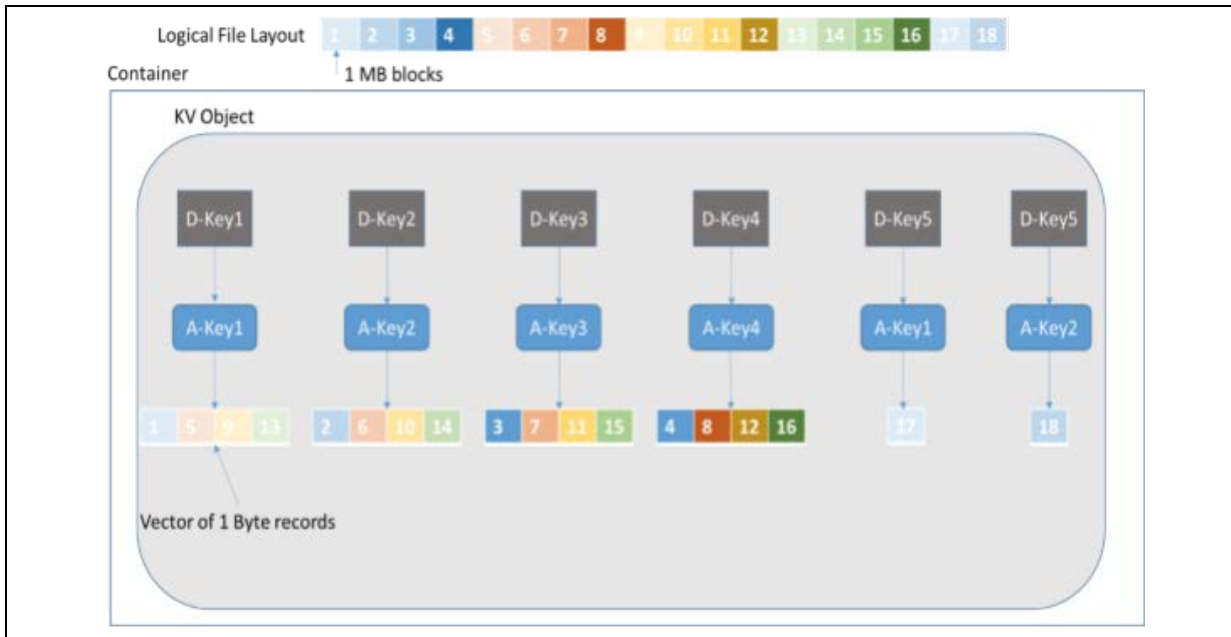 Logical File Layout 1 2 3 4 5 6 7 8 9 10 11 12 13 14 15 16 17 18
Container 1 MB blocks
KV Object
D-Key1 D-Key2 D-Key3 D-Key4 D-Key5 D-Key5
A-Key1 A-Key2 A-Key3 A-Key4 A-Key1 A-Key2
1 5 9 13 2 6 10 14 3 7 11 15 4 8 12 16 17 18
Vector of 1 Byte records